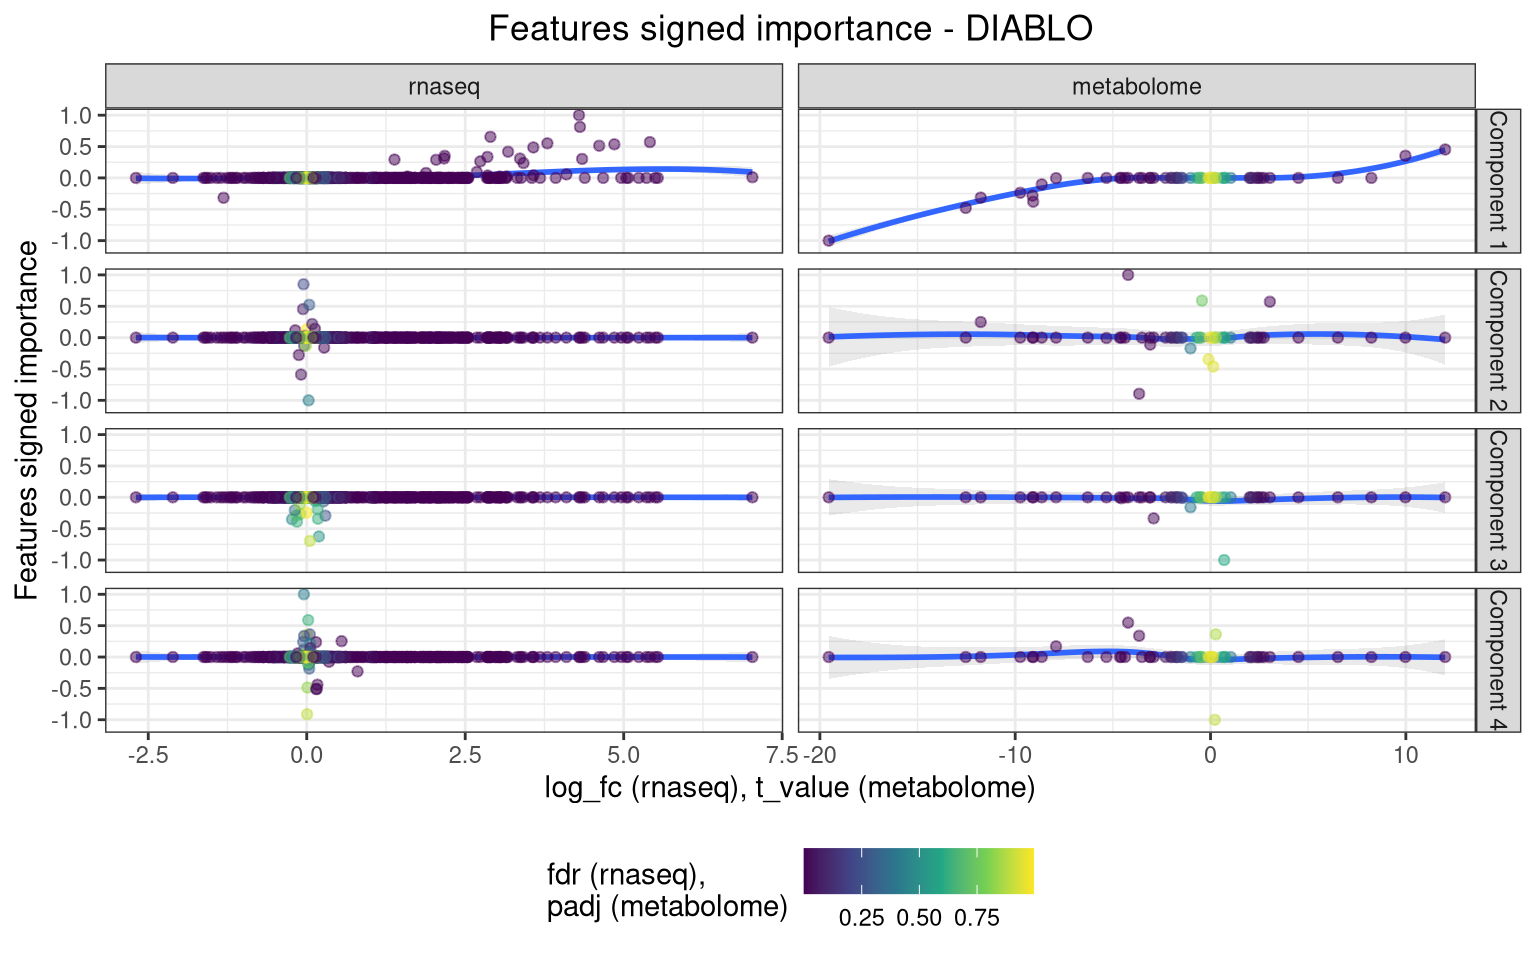 Features signed importance - DIABLO
rnaseq
metabolome
Features signed importance
1.0
0.5
0.0
-0.5
-1.0
Component 1
1.0
0.5
0.0
-0.5
-1.0
Component 2
1.0
0.5
0.0
-0.5
-1.0
Component 3
1.0
0.5
0.0
-0.5
-1.0
Component 4
-2.5 0.0 2.5 5.0 7.5 -20 -10 0 10
log_fc (rnaseq), t_value (metabolome)
fdr (rnaseq),
padj (metabolome)
0.25 0.50 0.75